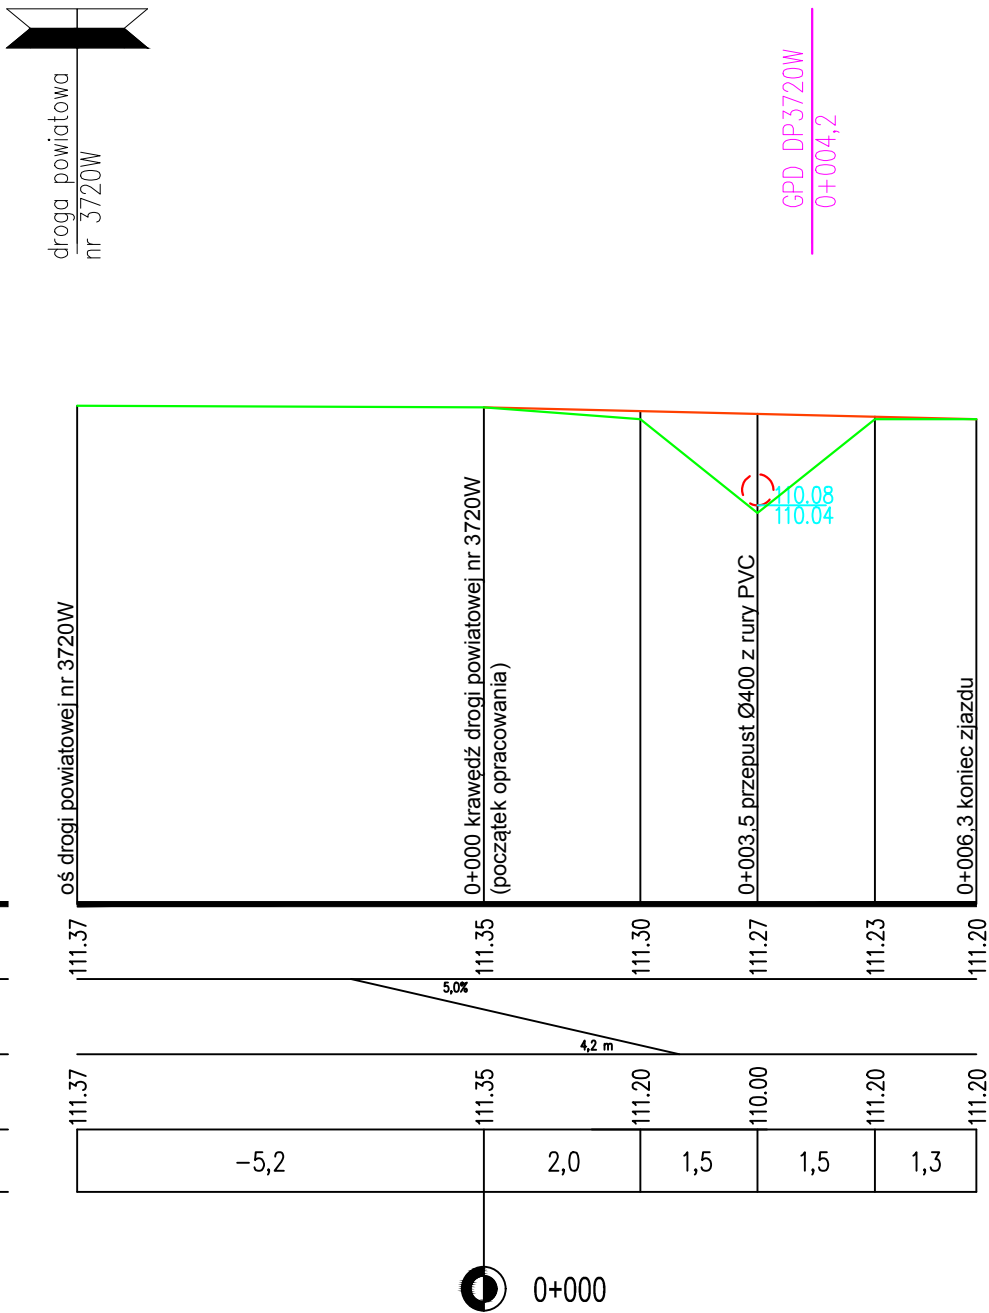 droga powiatowa
nr 3720W
GPD DP3720W
0+004,2
110.08
110.04
oś drogi powiatowej nr 3720W
0+000 krawędź drogi powiatowej nr 3720W
(początek opracowania)
0+003,5 przepust Ø400 z rury PVC
0+006,3 koniec zjazdu
111.37
111.35
111.30
111.27
111.23
111.20
5,0%
4,2 m
111.37
111.35
111.20
110.00
111.20
111.20
−5,2
2,0
1,5
1,5
1,3
0+000